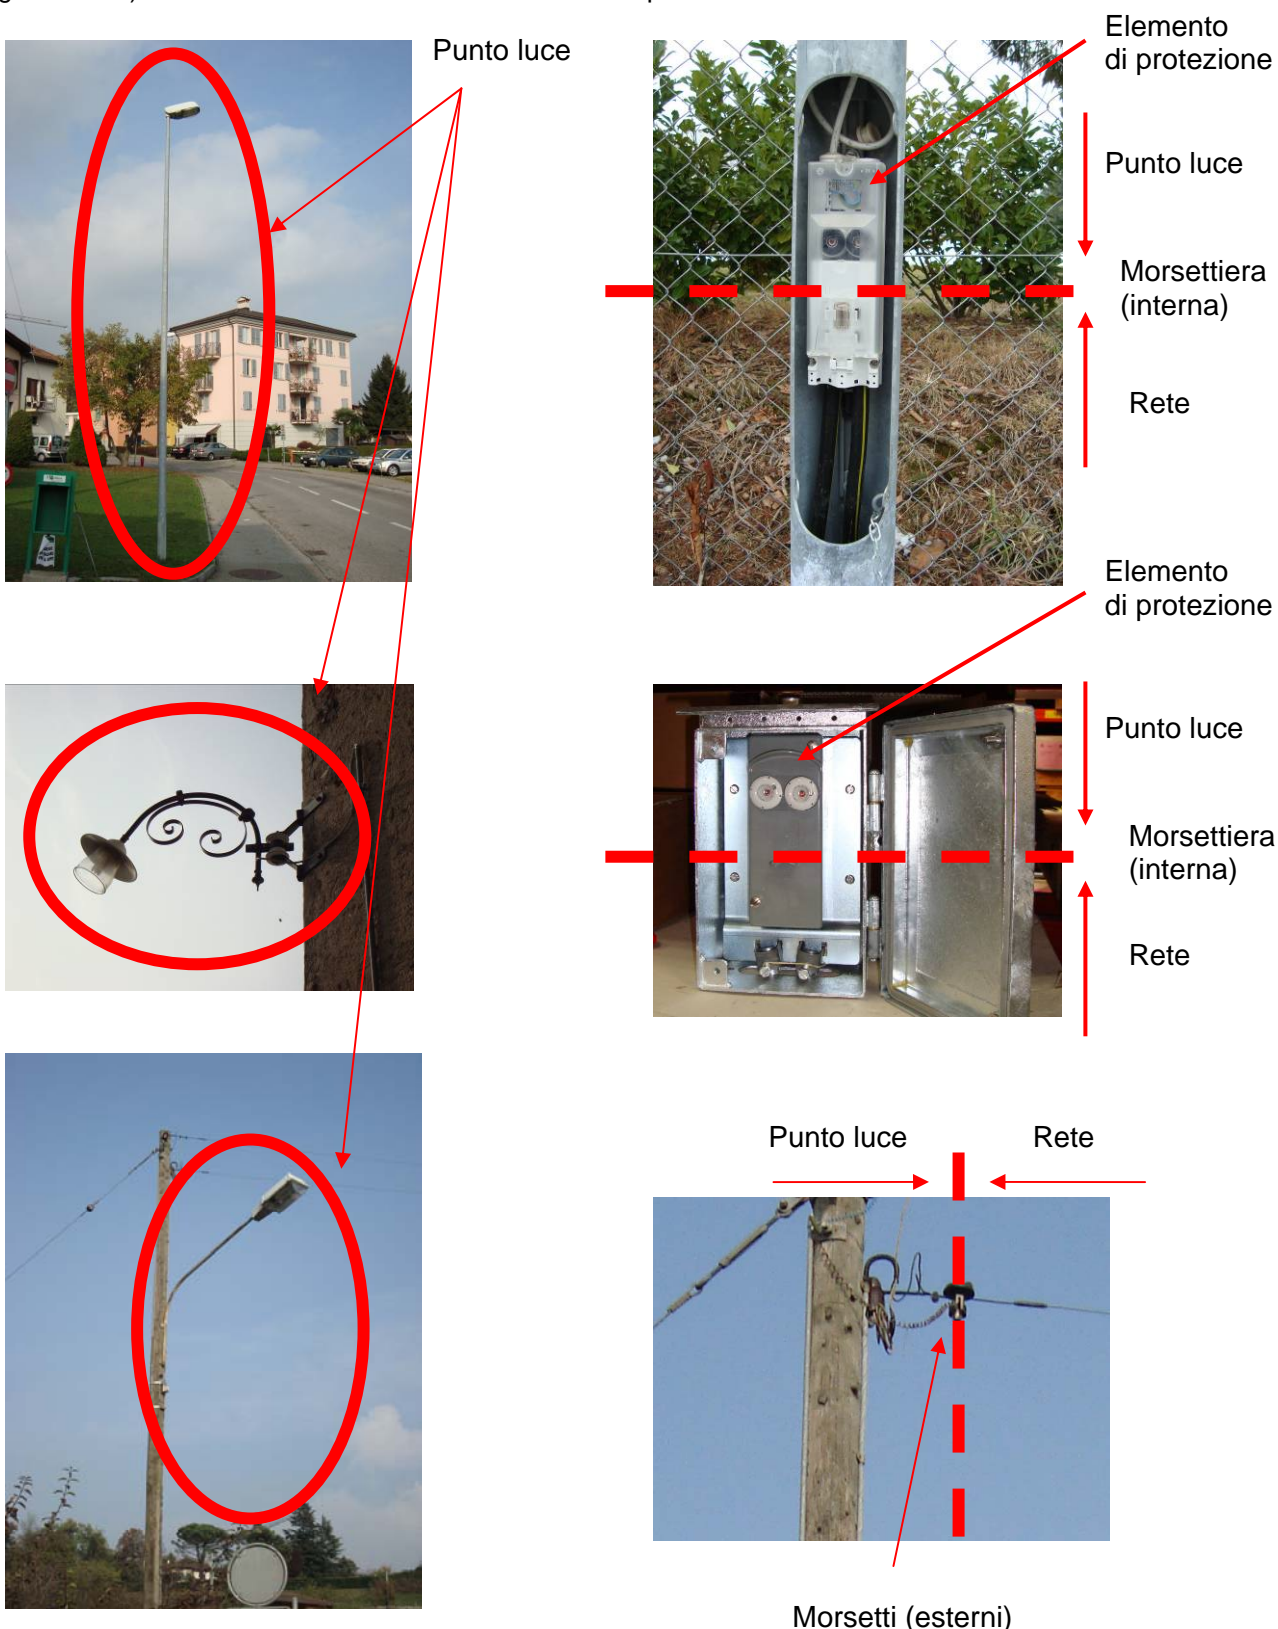 Punto luce
Elemento
di protezione
Punto luce
Morsettiera
(interna)
Rete
Elemento
di protezione
Punto luce
Morsettiera
(interna)
Rete
Punto luce
Rete
Morsetti (esterni)